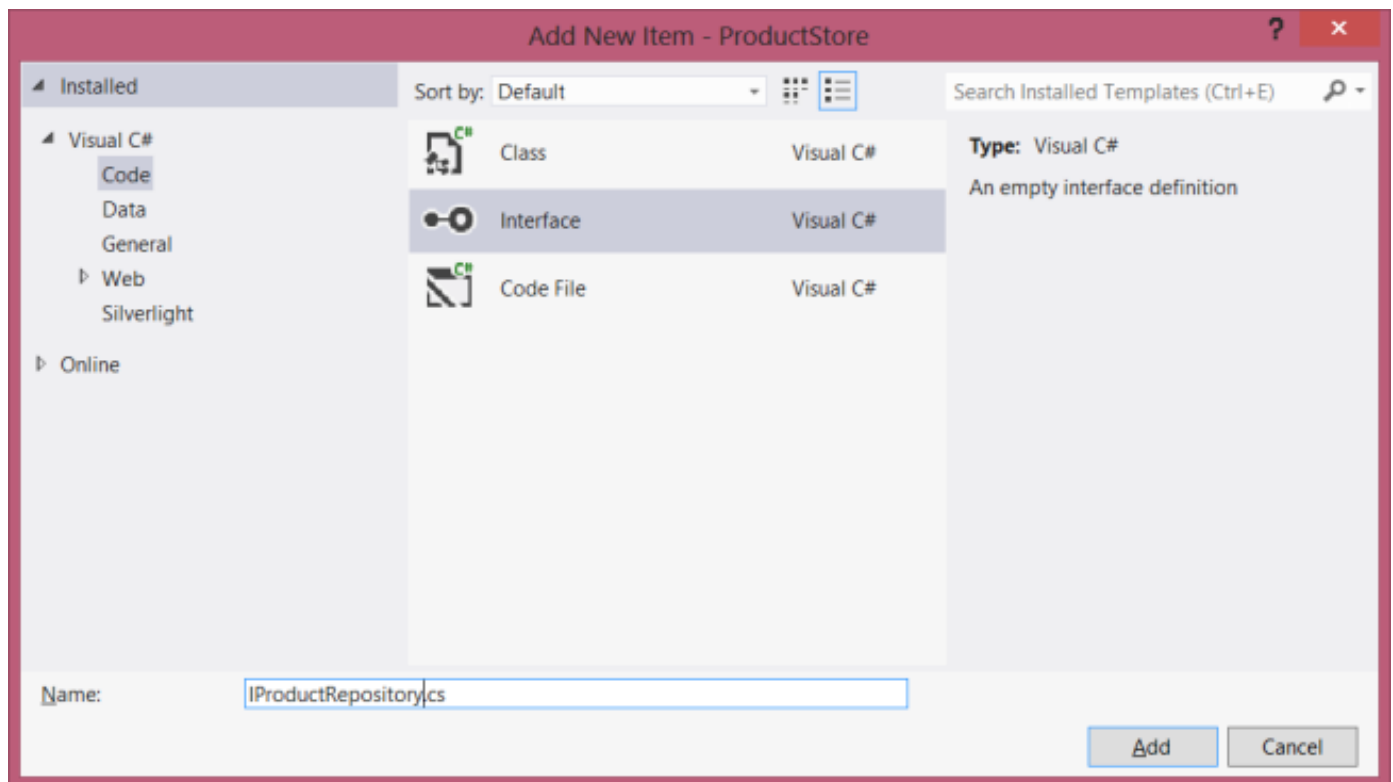 Add New Item - ProductStore
?
Installed
Sort by: Default
Search Installed Templates (Ctrl+E)
Visual C#
Code
Data
General
Web
Silverlight
Online
C#
Class
Visual C#
Interface
Visual C#
C#
Code File
Visual C#
Type: Visual C#
An empty interface definition
Name:
IProductRepository.cs
Add
Cancel